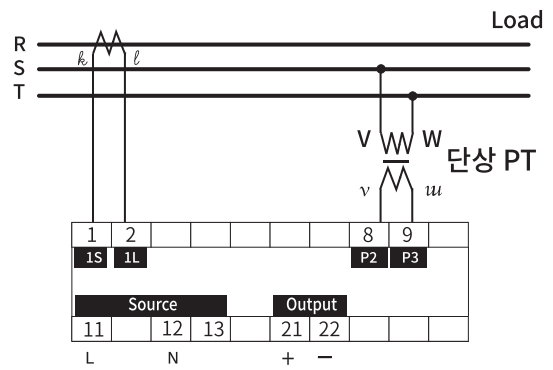 Load
R
k ℓ
S
T
V W
단상 PT
v w
1 2 8 9
1S 1L P2 P3
Source Output
11 12 13 21 22
L N + −